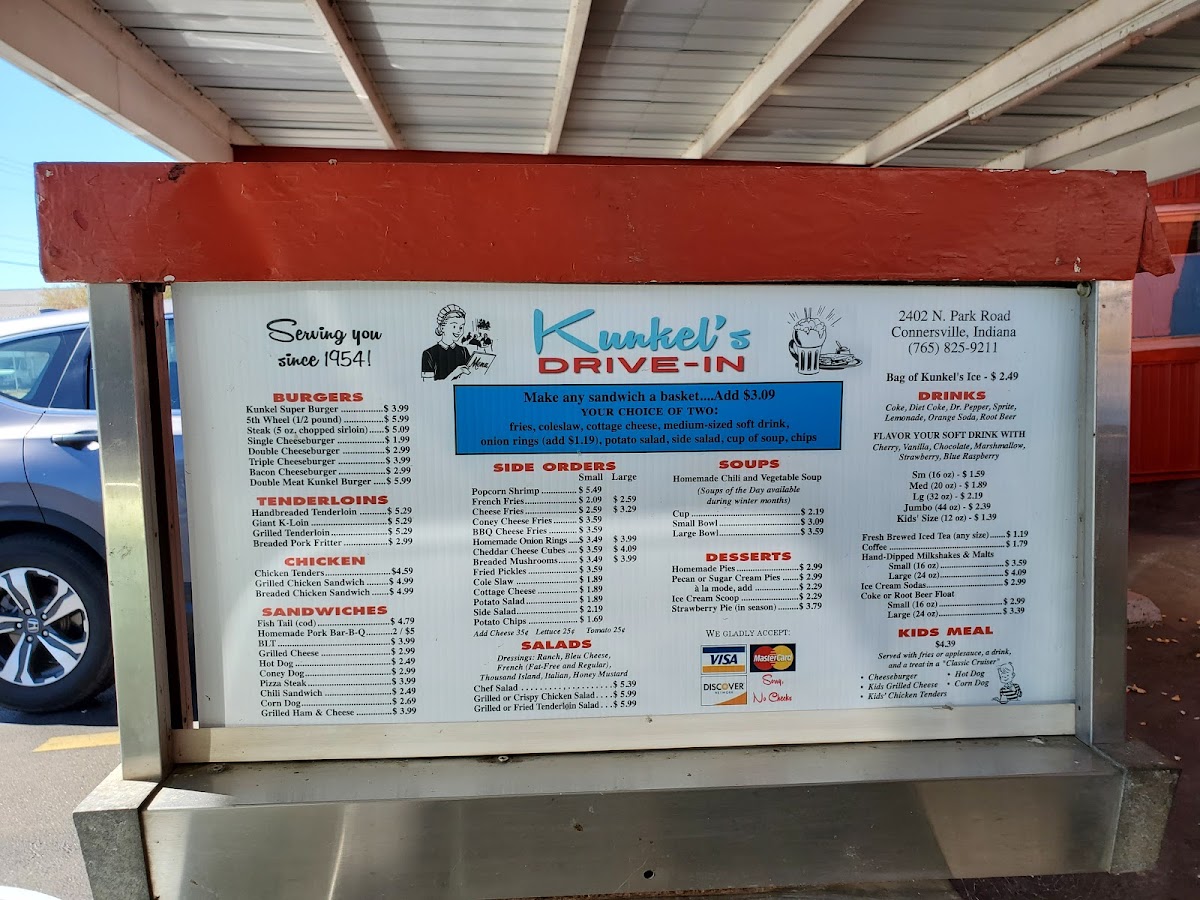 Serving you
since 1954!
BURGERS
Kunkel Super Burger ................$ 3.99
5th Wheel (1/2 pound) ..............$ 5.99
Steak (5 oz, chopped sirloin).....$ 5.09
Single Cheeseburger .................$ 1.99
Double Cheeseburger ................$ 2.99
Triple Cheeseburger .................$ 3.99
Bacon Cheeseburger .................$ 2.99
Double Meat Kunkel Burger .....$ 5.99
TENDERLOINS
Handbreaded Tenderloin ..........$ 5.29
Giant K-Loin ............................$ 5.29
Grilled Tenderloin.....................$ 5.29
Breaded Pork Fritter .................$ 2.99
CHICKEN
Chicken Tenders........................$4.59
Grilled Chicken Sandwich ........$ 4.99
Breaded Chicken Sandwich ......$ 4.99
SANDWICHES
Fish Tail (cod)...........................$ 4.79
Homemade Pork Bar-B-Q.........2 / $5
BLT ..........................................$ 3.99
Grilled Cheese ..........................$ 2.99
Hot Dog ....................................$ 2.49
Coney Dog................................$ 2.99
Pizza Steak ...............................$ 3.99
Chili Sandwich .........................$ 2.49
Corn Dog..................................$ 2.69
Grilled Ham & Cheese .............$ 3.99
Menu
Kunkel's
DRIVE-IN
Make any sandwich a basket....Add $3.09
YOUR CHOICE OF TWO:
fries, coleslaw, cottage cheese, medium-sized soft drink,
onion rings (add $1.19), potato salad, side salad, cup of soup, chips
SIDE ORDERS
Small Large
Popcorn Shrimp .............$ 5.49
French Fries...................$ 2.09 $ 2.59
Cheese Fries...................$ 2.59 $ 3.29
Coney Cheese Fries ........$ 3.59
BBQ Cheese Fries ..........$ 3.59
Homemade Onion Rings ...$ 3.49 $ 3.99
Cheddar Cheese Cubes ....$ 3.59 $ 4.09
Breaded Mushrooms.......$ 3.49 $ 3.99
Fried Pickles...................$ 3.59
Cole Slaw .......................$ 1.89
Cottage Cheese...............$ 1.89
Potato Salad....................$ 1.89
Side Salad.......................$ 2.19
Potato Chips ...................$ 1.69
Add Cheese 35¢ Lettuce 25¢ Tomato 25¢
SALADS
Dressings: Ranch, Bleu Cheese,
French (Fat-Free and Regular),
Thousand Island, Italian, Honey Mustard
Chef Salad . . . . . . . . . . . . . . . . . . .$ 5.39
Grilled or Crispy Chicken Salad . . .$ 5.99
Grilled or Fried Tenderloin Salad . . .$ 5.99
SOUPS
Homemade Chili and Vegetable Soup
(Soups of the Day available
during winter months)
Cup .......................................$ 2.19
Small Bowl............................$ 3.09
Large Bowl............................$ 3.59
DESSERTS
Homemade Pies .....................$ 2.99
Pecan or Sugar Cream Pies .....$ 2.99
à la mode, add ................$ 2.29
Ice Cream Scoop ....................$ 2.29
Strawberry Pie (in season) ......$ 3.79
WE GLADLY ACCEPT:
VISA
MasterCard
DISCOVER
NETWORK
Sorry,
No Checks
2402 N. Park Road
Connersville, Indiana
(765) 825-9211
Bag of Kunkel's Ice - $ 2.49
DRINKS
Coke, Diet Coke, Dr. Pepper, Sprite,
Lemonade, Orange Soda, Root Beer
FLAVOR YOUR SOFT DRINK WITH
Cherry, Vanilla, Chocolate, Marshmallow,
Strawberry, Blue Raspberry
Sm (16 oz) - $ 1.59
Med (20 oz) - $ 1.89
Lg (32 oz) - $ 2.19
Jumbo (44 oz) - $ 2.39
Kids' Size (12 oz) - $ 1.39
Fresh Brewed Iced Tea (any size)......$ 1.19
Coffee .............................................$ 1.79
Hand-Dipped Milkshakes & Malts
Small (16 oz) ..............................$ 3.59
Large (24 oz)...............................$ 4.09
Ice Cream Sodas...............................$ 2.99
Coke or Root Beer Float
Small (16 oz) ..............................$ 2.99
Large (24 oz)...............................$ 3.39
KIDS MEAL
$4.39
Served with fries or applesauce, a drink,
and a treat in a "Classic Cruiser"
• Cheeseburger • Hot Dog
• Kids Grilled Cheese • Corn Dog
• Kids' Chicken Tenders